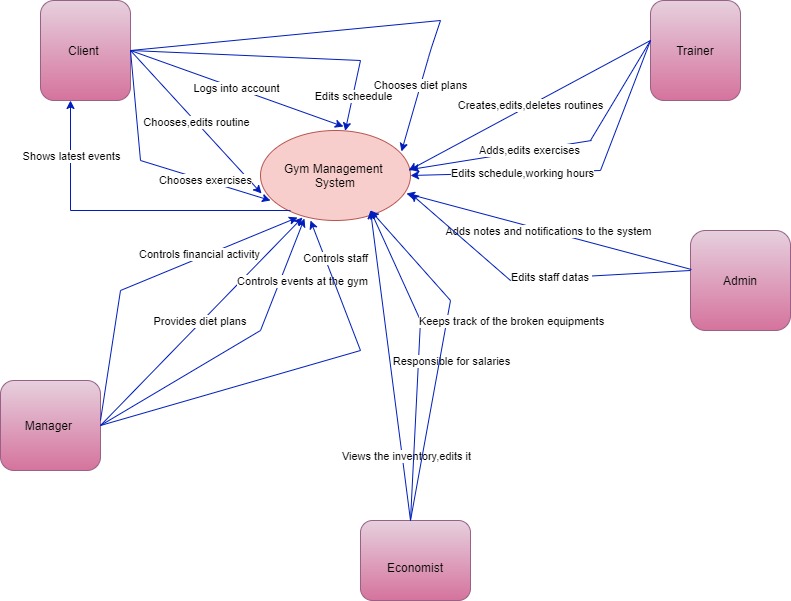 Client
Trainer
Logs into account
Chooses diet plans
Edits schedule
Creates,edits,deletes routines
Chooses,edits routine
Shows latest events
Adds,edits exercises
Gym Management
System
Edits schedule,working hours
Chooses exercises
Adds notes and notifications to the system
Controls financial activity
Controls staff
Edits staff datas
Admin
Controls events at the gym
Provides diet plans
Keeps track of the broken equipments
Responsible for salaries
Manager
Views the inventory,edits it
Economist